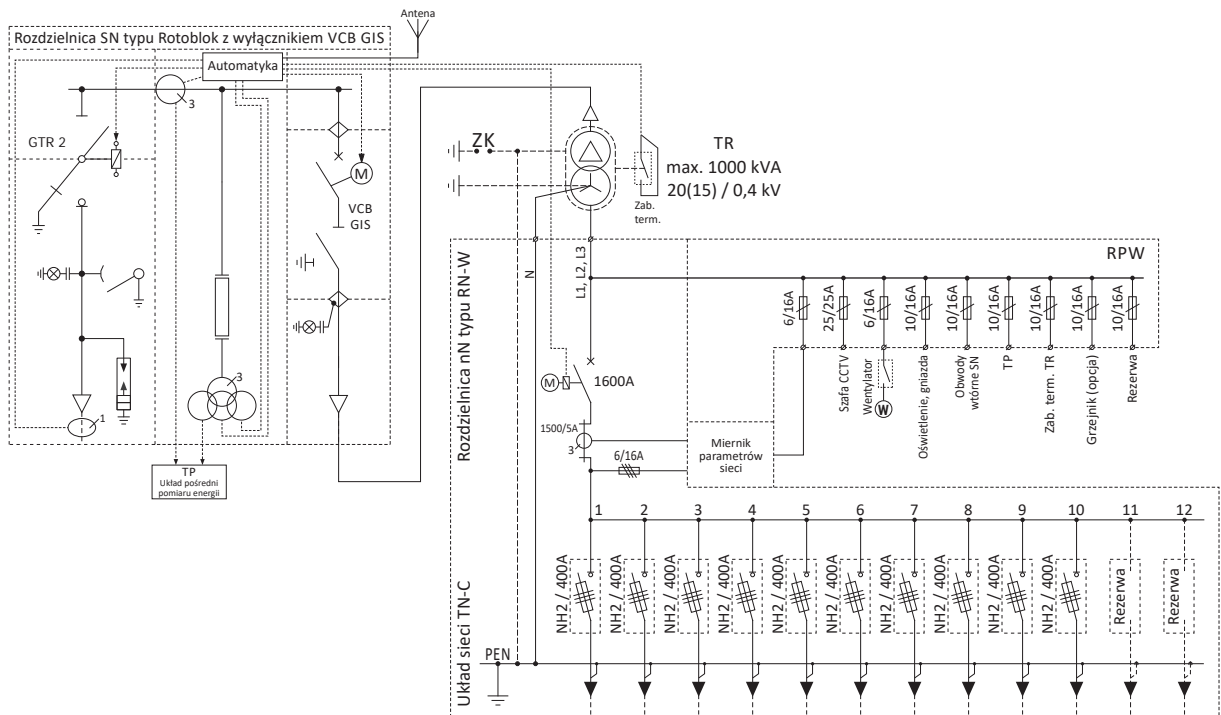 Antena
Rozdzielnica SN typu Rotoblok z wyłącznikiem VCB GIS
Automatyka
3
GTR 2
M
VCB
GIS
3
1
TP
Układ pośredni
pomiaru energii
ZK
TR
max. 1000 kVA
20(15) / 0,4 kV
Zab.
term.
Rozdzielnica nN typu RN-W
N
L1, L2, L3
RPW
6/16A
25/25A
6/16A
10/16A
10/16A
10/16A
10/16A
10/16A
10/16A
Szafa CCTV
Wentylator
W
Oświetlenie, gniazda
Obwody
wtórne SN
TP
Zab. term. TR
Grzejnik (opcja)
Rezerwa
M
1600A
1500/5A
3
6/16A
Miernik
parametrów
sieci
1 2 3 4 5 6 7 8 9 10 11 12
NH2 / 400A
NH2 / 400A
NH2 / 400A
NH2 / 400A
NH2 / 400A
NH2 / 400A
NH2 / 400A
NH2 / 400A
NH2 / 400A
NH2 / 400A
Rezerwa
Rezerwa
Układ sieci TN-C
PEN